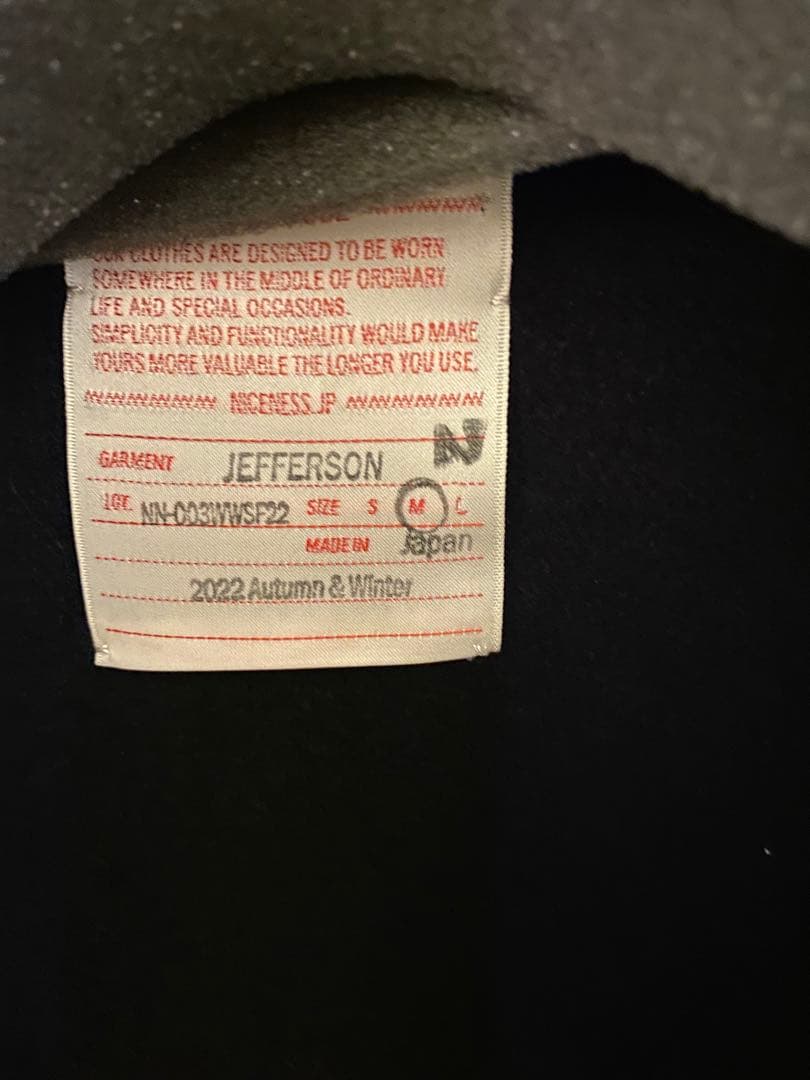 OUR CLOTHES ARE DESIGNED TO BE WORN
SOMEWHERE IN THE MIDDLE OF ORDINARY
LIFE AND SPECIAL OCCASIONS.
SIMPLICITY AND FUNCTIONALITY WOULD MAKE
YOURS MORE VALUABLE THE LONGER YOU USE.
NICENESS.JP
GARMENT JEFFERSON N
LOT. NN-003WWSF22 SIZE S M L
MADE IN Japan
2022 Autumn & Winter